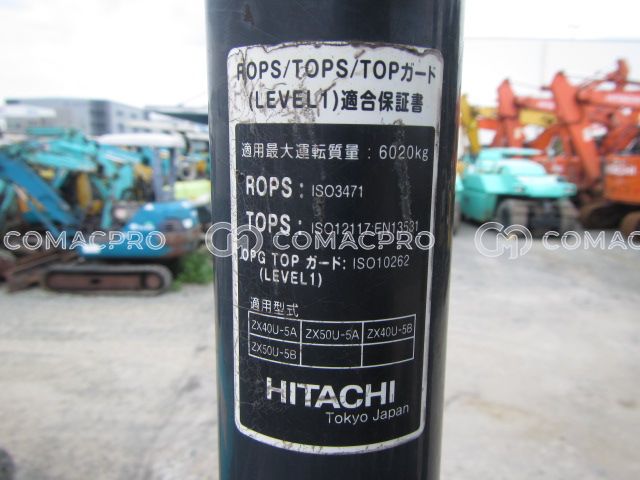 ROPS/TOPS/TOPガード
(LEVEL1)適合保証書
適用最大運転質量 : 6020kg
ROPS : ISO3471
TOPS : ISO12117·EN13531
OPG TOP ガード: ISO10262
(LEVEL1)
適用型式
ZX40U-5A ZX50U-5A ZX40U-5B
ZX50U-5B
HITACHI
Tokyo Japan
COMACPRO COMACPRO COMACPRO